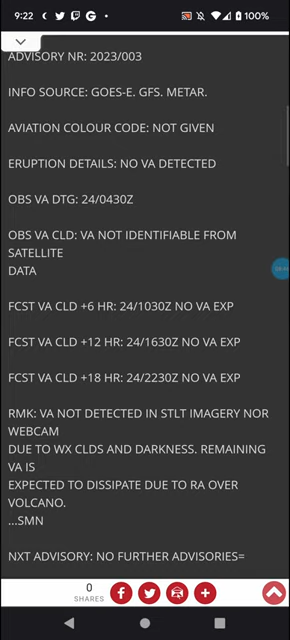 9:22
100%
ADVISORY NR: 2023/003
INFO SOURCE: GOES-E. GFS. METAR.
AVIATION COLOUR CODE: NOT GIVEN
ERUPTION DETAILS: NO VA DETECTED
OBS VA DTG: 24/0430Z
OBS VA CLD: VA NOT IDENTIFIABLE FROM
SATELLITE
DATA
FCST VA CLD +6 HR: 24/1030Z NO VA EXP
FCST VA CLD +12 HR: 24/1630Z NO VA EXP
FCST VA CLD +18 HR: 24/2230Z NO VA EXP
RMK: VA NOT DETECTED IN STLT IMAGERY NOR
WEBCAM
DUE TO WX CLDS AND DARKNESS. REMAINING
VA IS
EXPECTED TO DISSIPATE DUE TO RA OVER
VOLCANO.
...SMN
NXT ADVISORY: NO FURTHER ADVISORIES=
0
SHARES